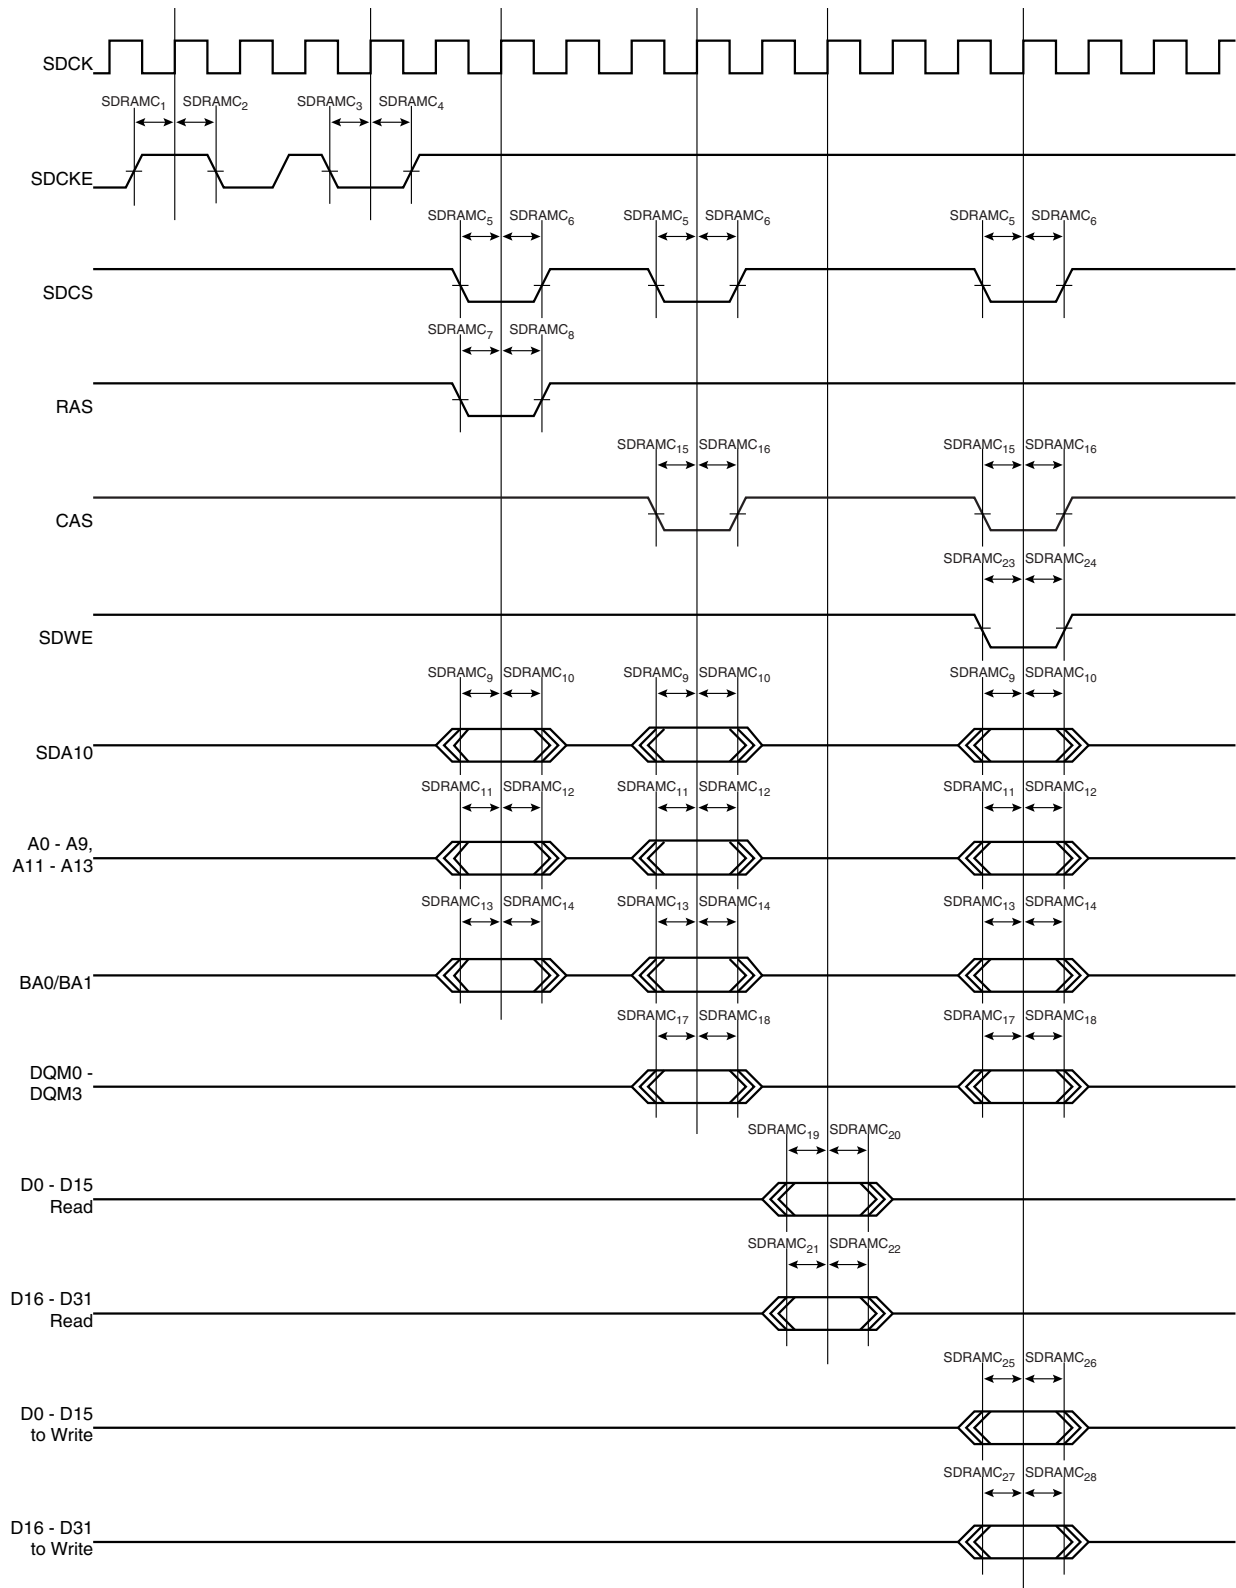 SDCK
SDRAMC1 SDRAMC2 SDRAMC3 SDRAMC4
SDCKE
SDRAMC5 SDRAMC6 SDRAMC5 SDRAMC6 SDRAMC5 SDRAMC6
SDCS
SDRAMC7 SDRAMC8
RAS
SDRAMC15 SDRAMC16 SDRAMC15 SDRAMC16
CAS
SDRAMC23 SDRAMC24
SDWE
SDRAMC9 SDRAMC10 SDRAMC9 SDRAMC10 SDRAMC9 SDRAMC10
SDA10
SDRAMC11 SDRAMC12 SDRAMC11 SDRAMC12 SDRAMC11 SDRAMC12
A0 - A9,
A11 - A13
SDRAMC13 SDRAMC14 SDRAMC13 SDRAMC14 SDRAMC13 SDRAMC14
BA0/BA1
SDRAMC17 SDRAMC18 SDRAMC17 SDRAMC18
DQM0 -
DQM3
SDRAMC19 SDRAMC20
D0 - D15
Read
SDRAMC21 SDRAMC22
D16 - D31
Read
SDRAMC25 SDRAMC26
D0 - D15
to Write
SDRAMC27 SDRAMC28
D16 - D31
to Write